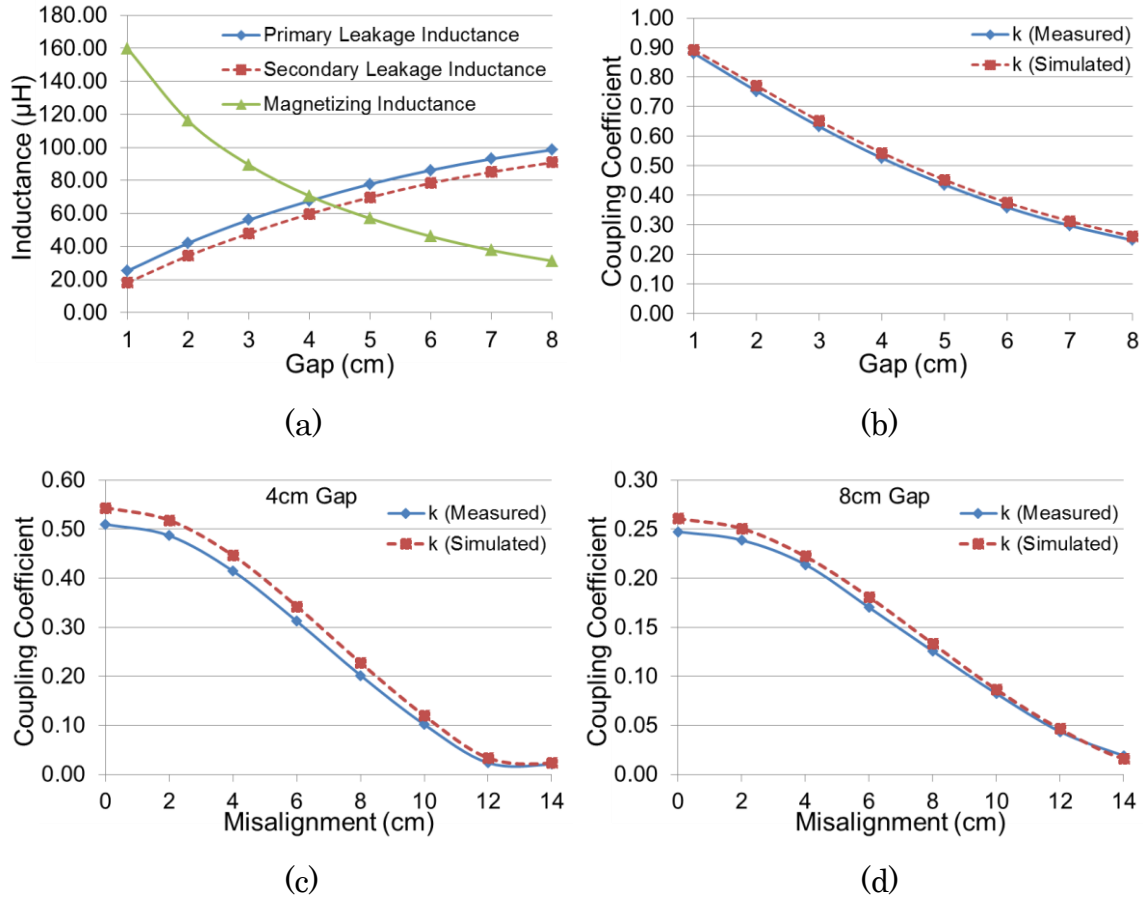 180.00
160.00
140.00
120.00
100.00
80.00
60.00
40.00
20.00
0.00
Inductance (µH)
Primary Leakage Inductance
Secondary Leakage Inductance
Magnetizing Inductance
1 2 3 4 5 6 7 8
Gap (cm)
(a)
1.00
0.90
0.80
0.70
0.60
0.50
0.40
0.30
0.20
0.10
0.00
Coupling Coefficient
k (Measured)
k (Simulated)
1 2 3 4 5 6 7 8
Gap (cm)
(b)
0.60
0.50
0.40
0.30
0.20
0.10
0.00
Coupling Coefficient
4cm Gap
k (Measured)
k (Simulated)
0 2 4 6 8 10 12 14
Misalignment (cm)
(c)
0.30
0.25
0.20
0.15
0.10
0.05
0.00
Coupling Coefficient
8cm Gap
k (Measured)
k (Simulated)
0 2 4 6 8 10 12 14
Misalignment (cm)
(d)